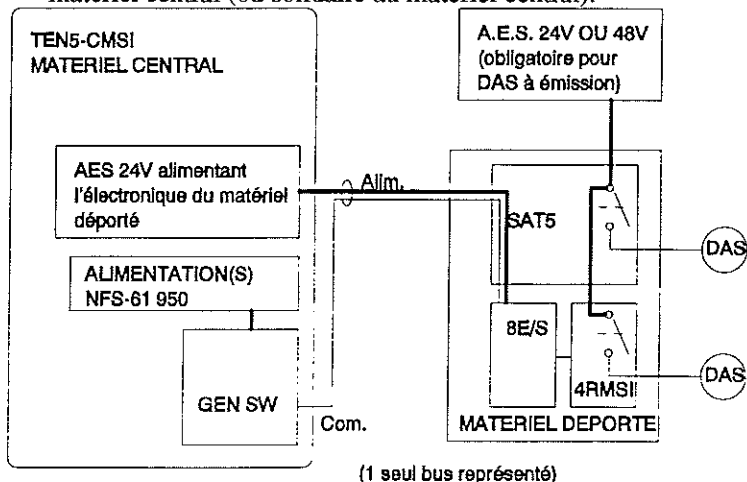 matériel central (ou solidaire du matériel central).
TEN5-CMSI
MATERIEL CENTRAL
A.E.S. 24V OU 48V
(obligatoire pour
DAS à émission)
AES 24V alimentant
l'électronique du matériel
déporté
Alim.
SAT5
DAS
ALIMENTATION(S)
NFS-61 950
8E/S
GEN SW
4RMSI
DAS
Com.
MATERIEL DEPORTE
(1 seul bus représenté)